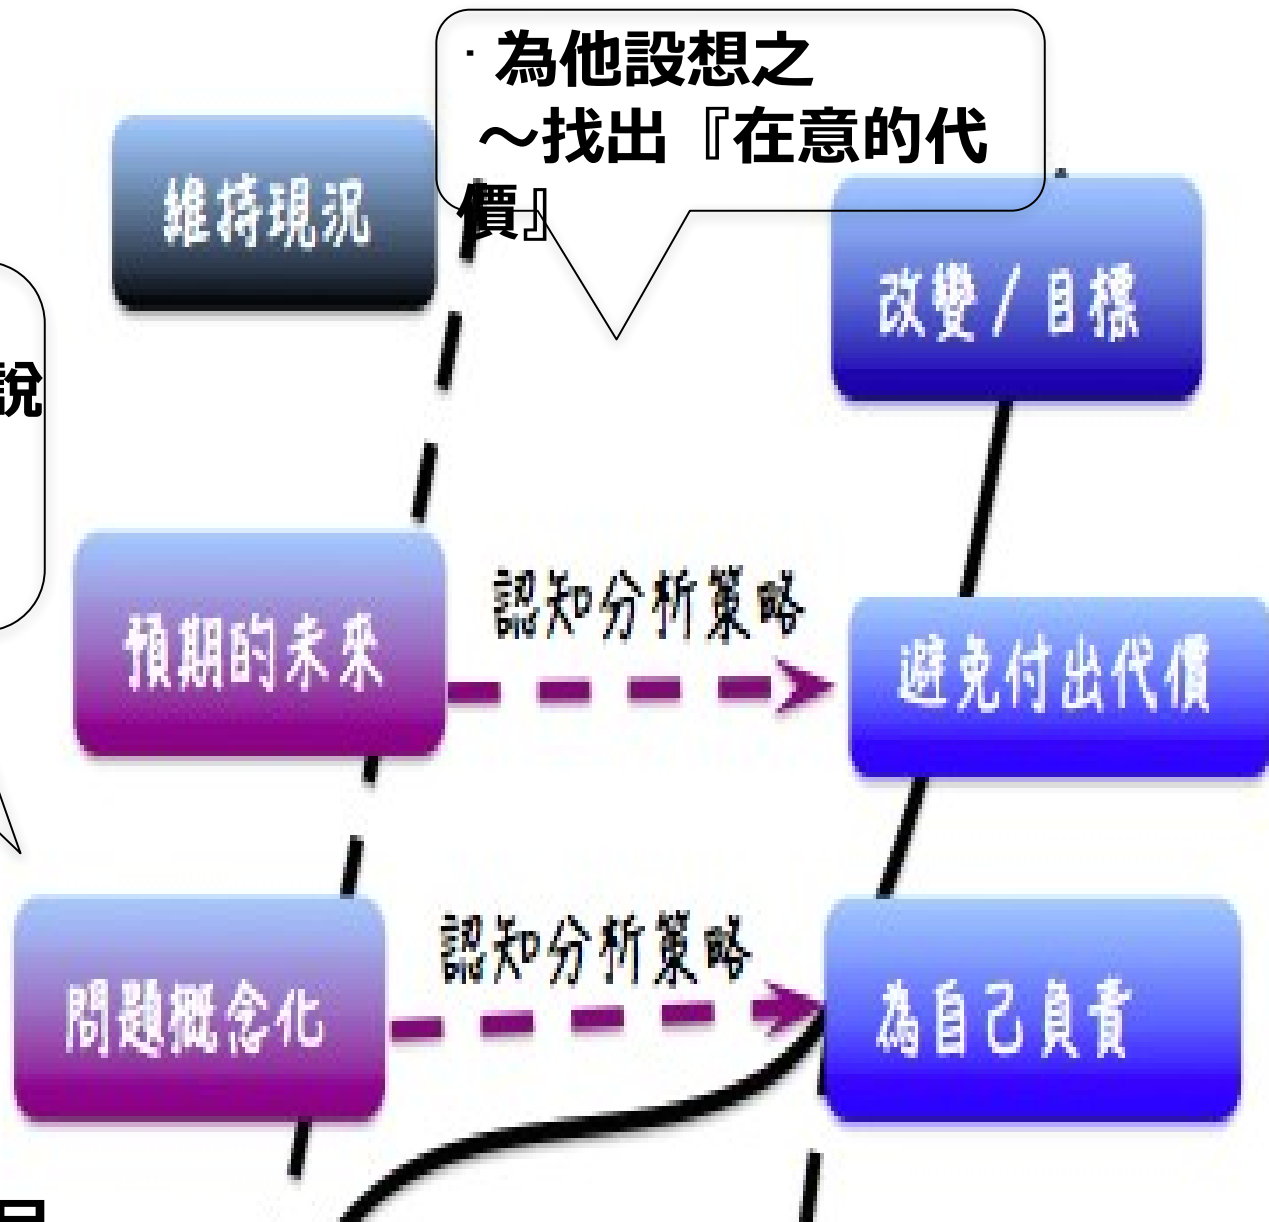 · 為他設想之
～找出『在意的代
價』
維持現況
改變 / 目標
說
認知分析策略
預期的未來
避免付出代價
認知分析策略
問題概念化
為自己負責